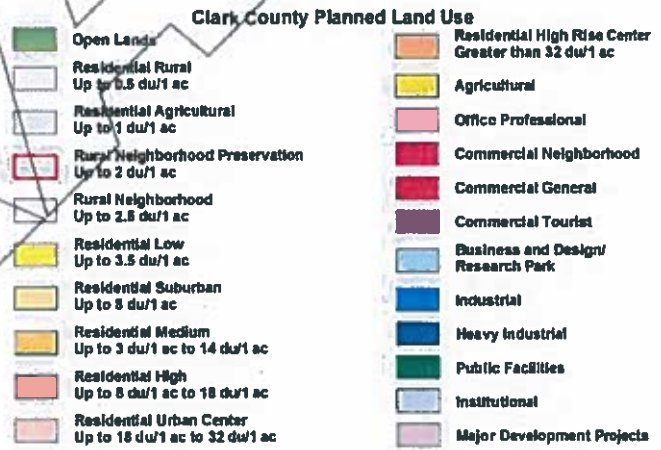 Clark County Planned Land Use
Open Lands
Residential Rural
Up to 0.5 du/1 ac
Residential Agricultural
Up to 1 du/1 ac
Rural Neighborhood Preservation
Up to 2 du/1 ac
Rural Neighborhood
Up to 2.5 du/1 ac
Residential Low
Up to 3.5 du/1 ac
Residential Suburban
Up to 8 du/1 ac
Residential Medium
Up to 3 du/1 ac to 14 du/1 ac
Residential High
Up to 8 du/1 ac to 18 du/1 ac
Residential Urban Center
Up to 18 du/1 ac to 32 du/1 ac
Residential High Rise Center
Greater than 32 du/1 ac
Agricultural
Office Professional
Commercial Neighborhood
Commercial General
Commercial Tourist
Business and Design/
Research Park
Industrial
Heavy Industrial
Public Facilities
Institutional
Major Development Projects